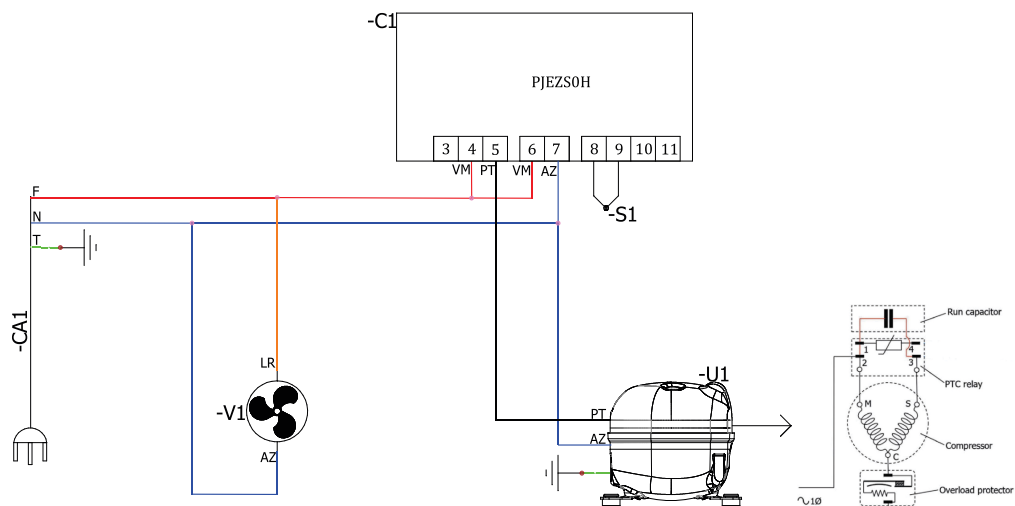 -C1
PJEZS0H
3 4 5 6 7 8 9 10 11
VM PT VM AZ
F
N
T
-S1
-CA1
LR
-V1
AZ
-U1
PT
AZ
Run capacitor
1 4
2 3
PTC relay
M S
Compressor
C
Overload protector
1Ø